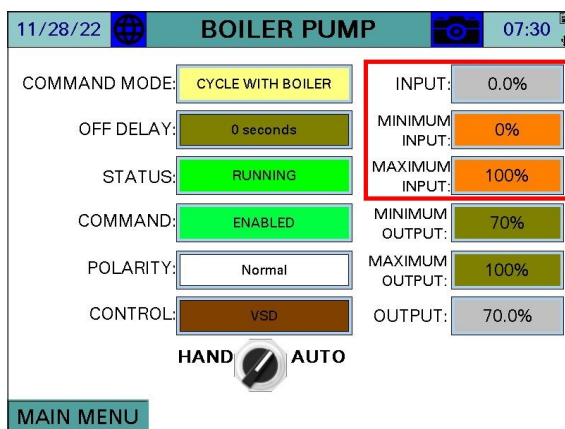 11/28/22 BOILER PUMP 07:30
COMMAND MODE: CYCLE WITH BOILER
INPUT: 0.0%
OFF DELAY: 0 seconds
MINIMUM
INPUT: 0%
STATUS: RUNNING
MAXIMUM
INPUT: 100%
COMMAND: ENABLED
MINIMUM
OUTPUT: 70%
POLARITY: Normal
MAXIMUM
OUTPUT: 100%
CONTROL: VSD
OUTPUT: 70.0%
HAND AUTO
MAIN MENU